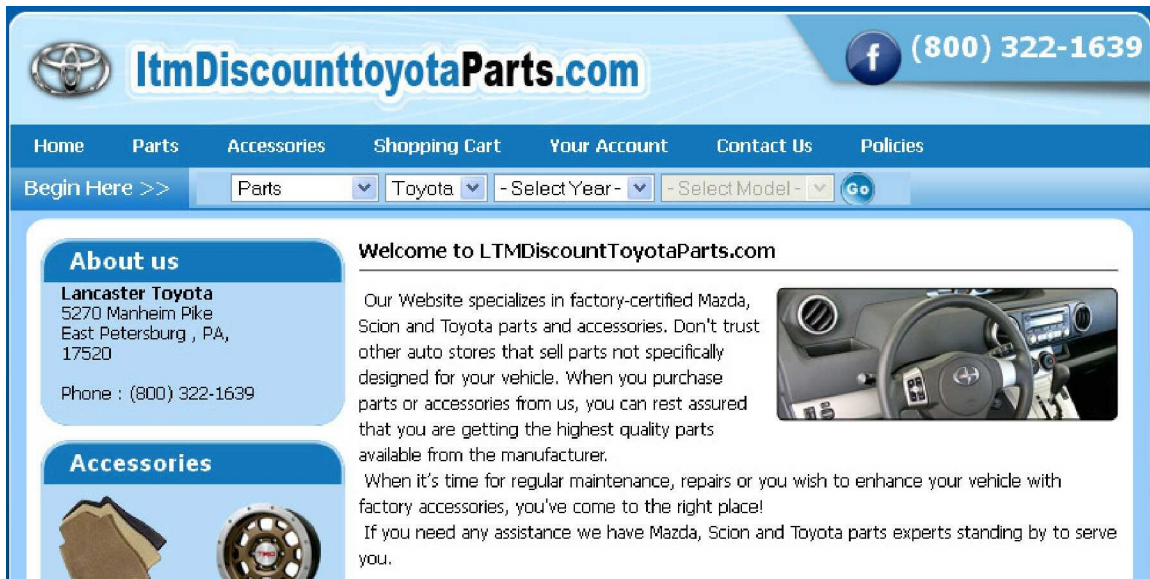 ltmDiscounttoyotaParts.com
f (800) 322-1639
Home Parts Accessories Shopping Cart Your Account Contact Us Policies
Begin Here >> Parts Toyota - Select Year - - Select Model - Go
About us
Lancaster Toyota
5270 Manheim Pike
East Petersburg , PA,
17520
Phone : (800) 322-1639
Accessories
TRD
Welcome to LTMDiscountToyotaParts.com
Our Website specializes in factory-certified Mazda,
Scion and Toyota parts and accessories. Don't trust
other auto stores that sell parts not specifically
designed for your vehicle. When you purchase
parts or accessories from us, you can rest assured
that you are getting the highest quality parts
available from the manufacturer.
When it's time for regular maintenance, repairs or you wish to enhance your vehicle with
factory accessories, you've come to the right place!
If you need any assistance we have Mazda, Scion and Toyota parts experts standing by to serve
you.